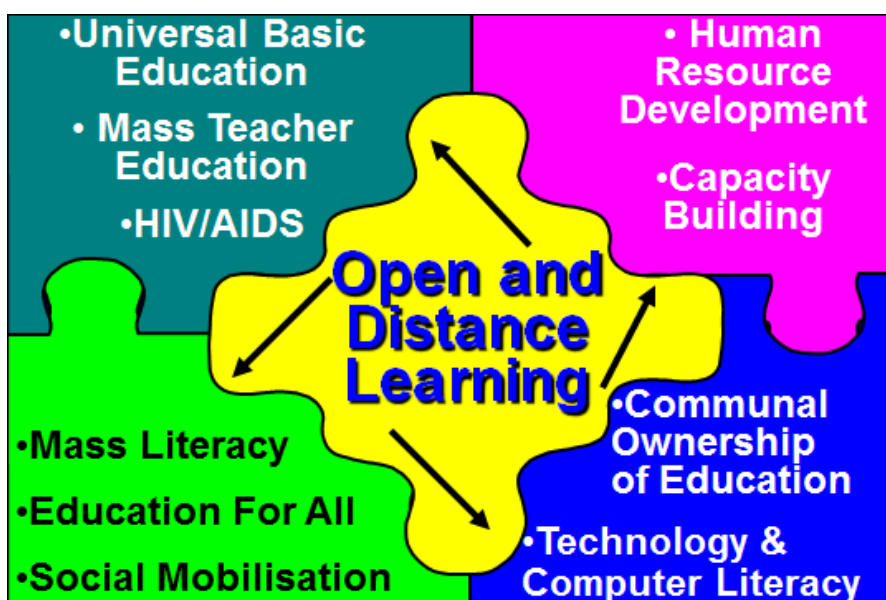 •Universal Basic
Education
• Mass Teacher
Education
•HIV/AIDS
• Human
Resource
Development
•Capacity
Building
Open and
Distance
Learning
•Mass Literacy
•Education For All
•Social Mobilisation
•Communal
Ownership
of Education
•Technology &
Computer Literacy